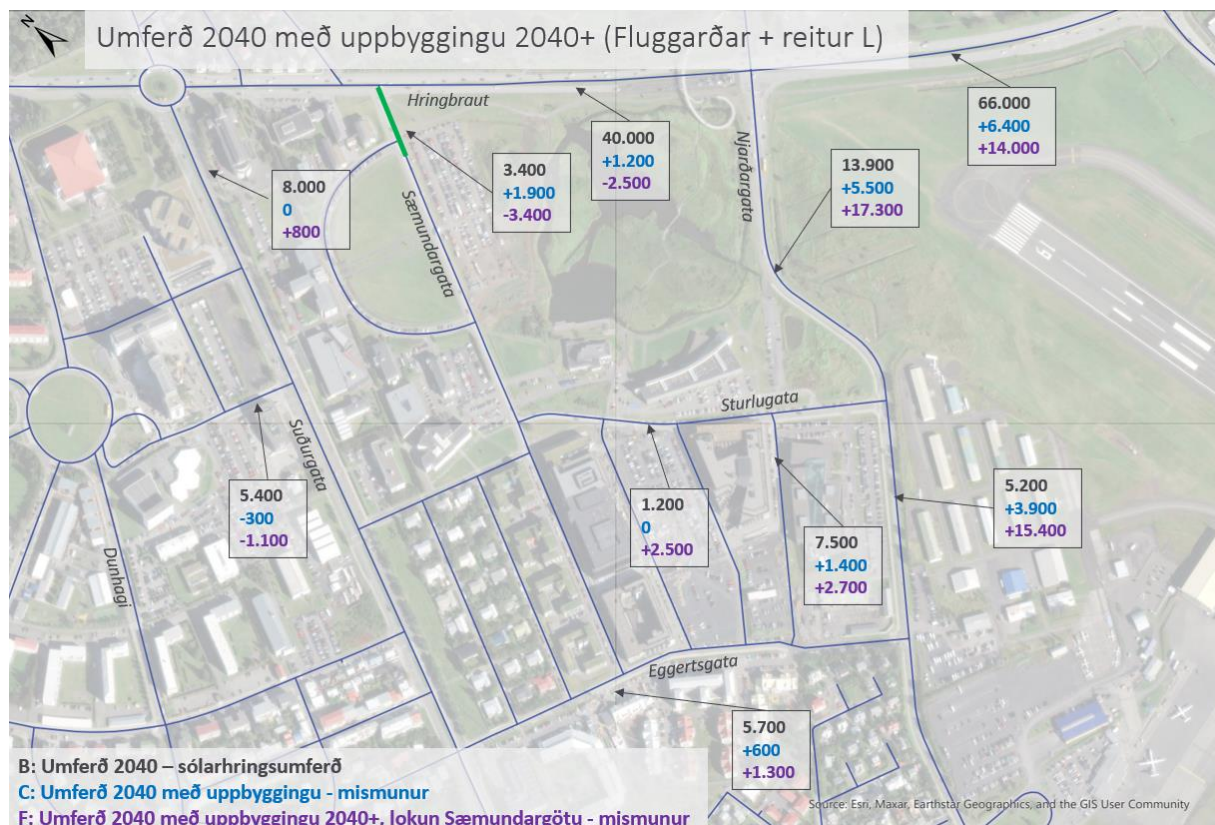 N
Umferð 2040 með uppbyggingu 2040+ (Fluggarðar + reitur L)
Hringbraut
66.000
+6.400
+14.000
40.000
+1.200
-2.500
Njarðargata
13.900
+5.500
+17.300
3.400
+1.900
-3.400
8.000
0
+800
Sæmundargata
Sturlugata
Suðurgata
5.400
-300
-1.100
1.200
0
+2.500
5.200
+3.900
+15.400
7.500
+1.400
+2.700
Dunhagi
Eggertsgata
5.700
+600
+1.300
B: Umferð 2040 – sólarhringsumferð
C: Umferð 2040 með uppbyggingu - mismunur
F: Umferð 2040 með uppbyggingu 2040+, lokun Sæmundargötu - mismunur
Source: Esri, Maxar, Earthstar Geographics, and the GIS User Community